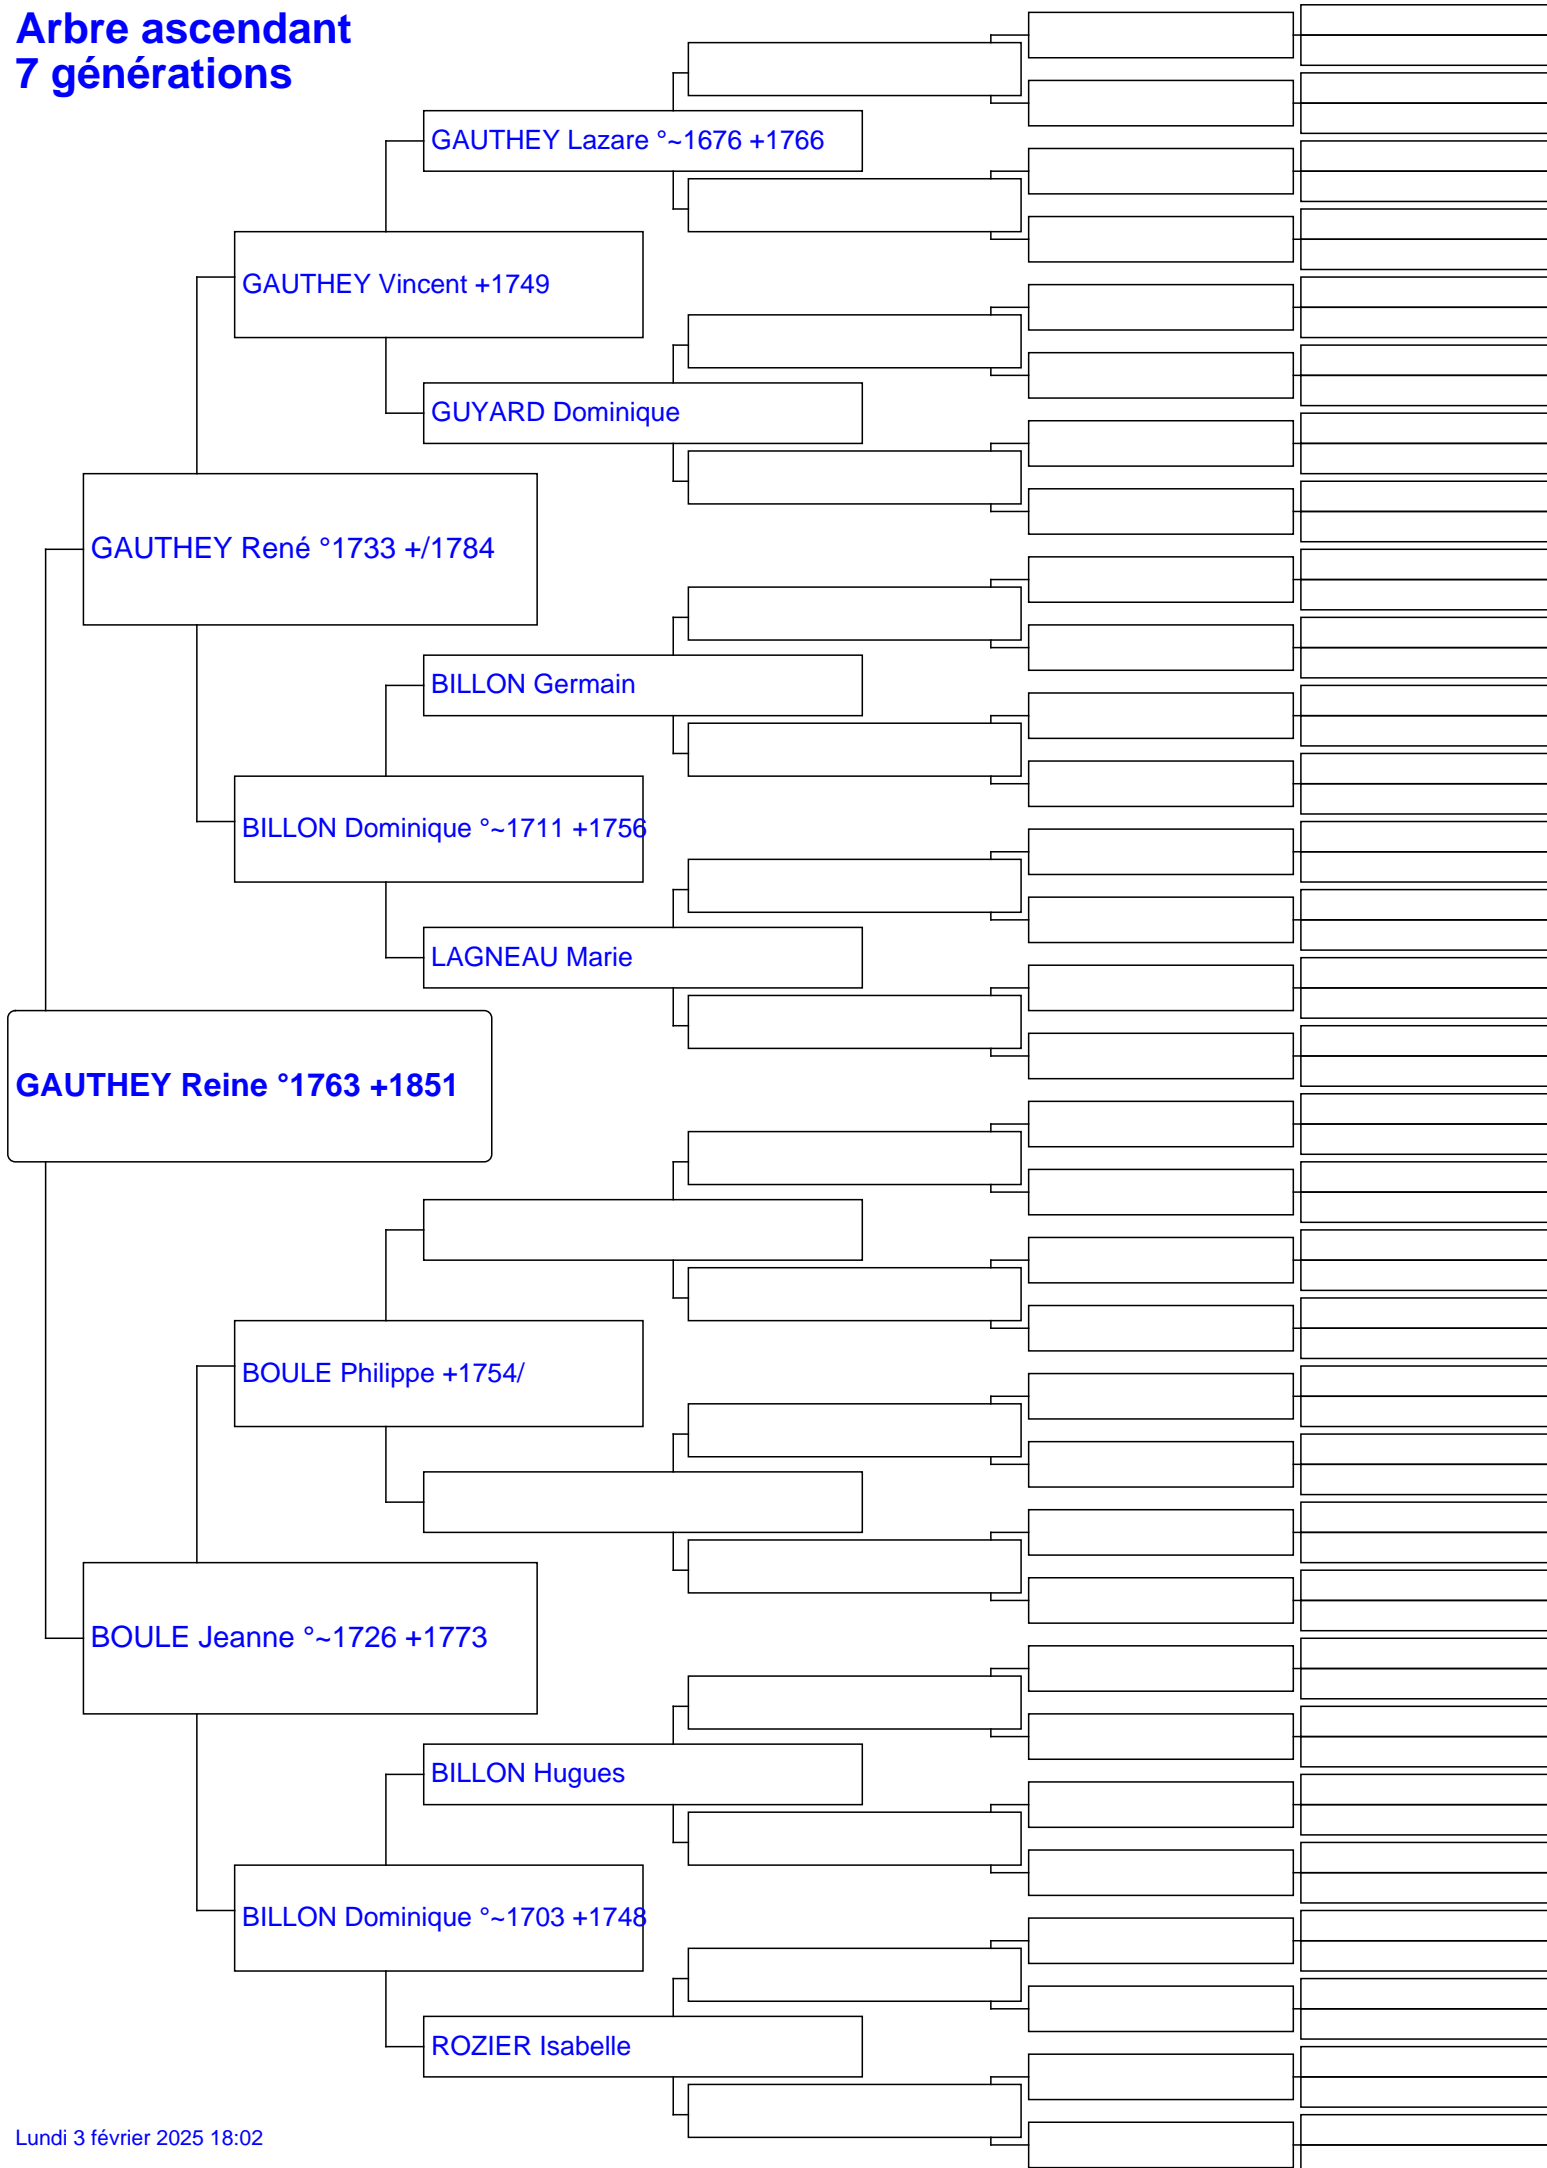 Arbre ascendant
7 générations
GAUTHEY Lazare °~1676 +1766
GAUTHEY Vincent +1749
GUYARD Dominique
GAUTHEY René °1733 +/1784
BILLON Germain
BILLON Dominique °~1711 +1756
LAGNEAU Marie
GAUTHEY Reine °1763 +1851
BOULE Philippe +1754/
BOULE Jeanne °~1726 +1773
BILLON Hugues
BILLON Dominique °~1703 +1748
ROZIER Isabelle
Lundi 3 février 2025 18:02